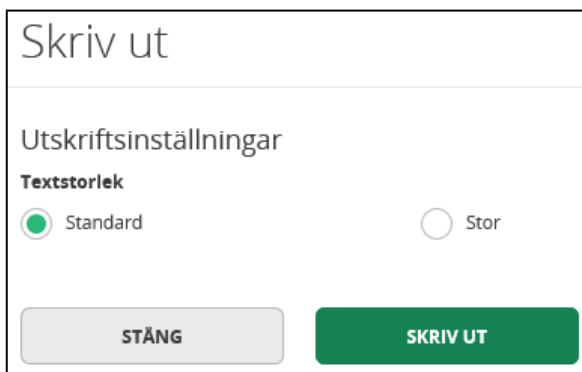 Skriv ut
Utskriftsinställningar
Textstorlek
Standard Stor
STÄNG SKRIV UT